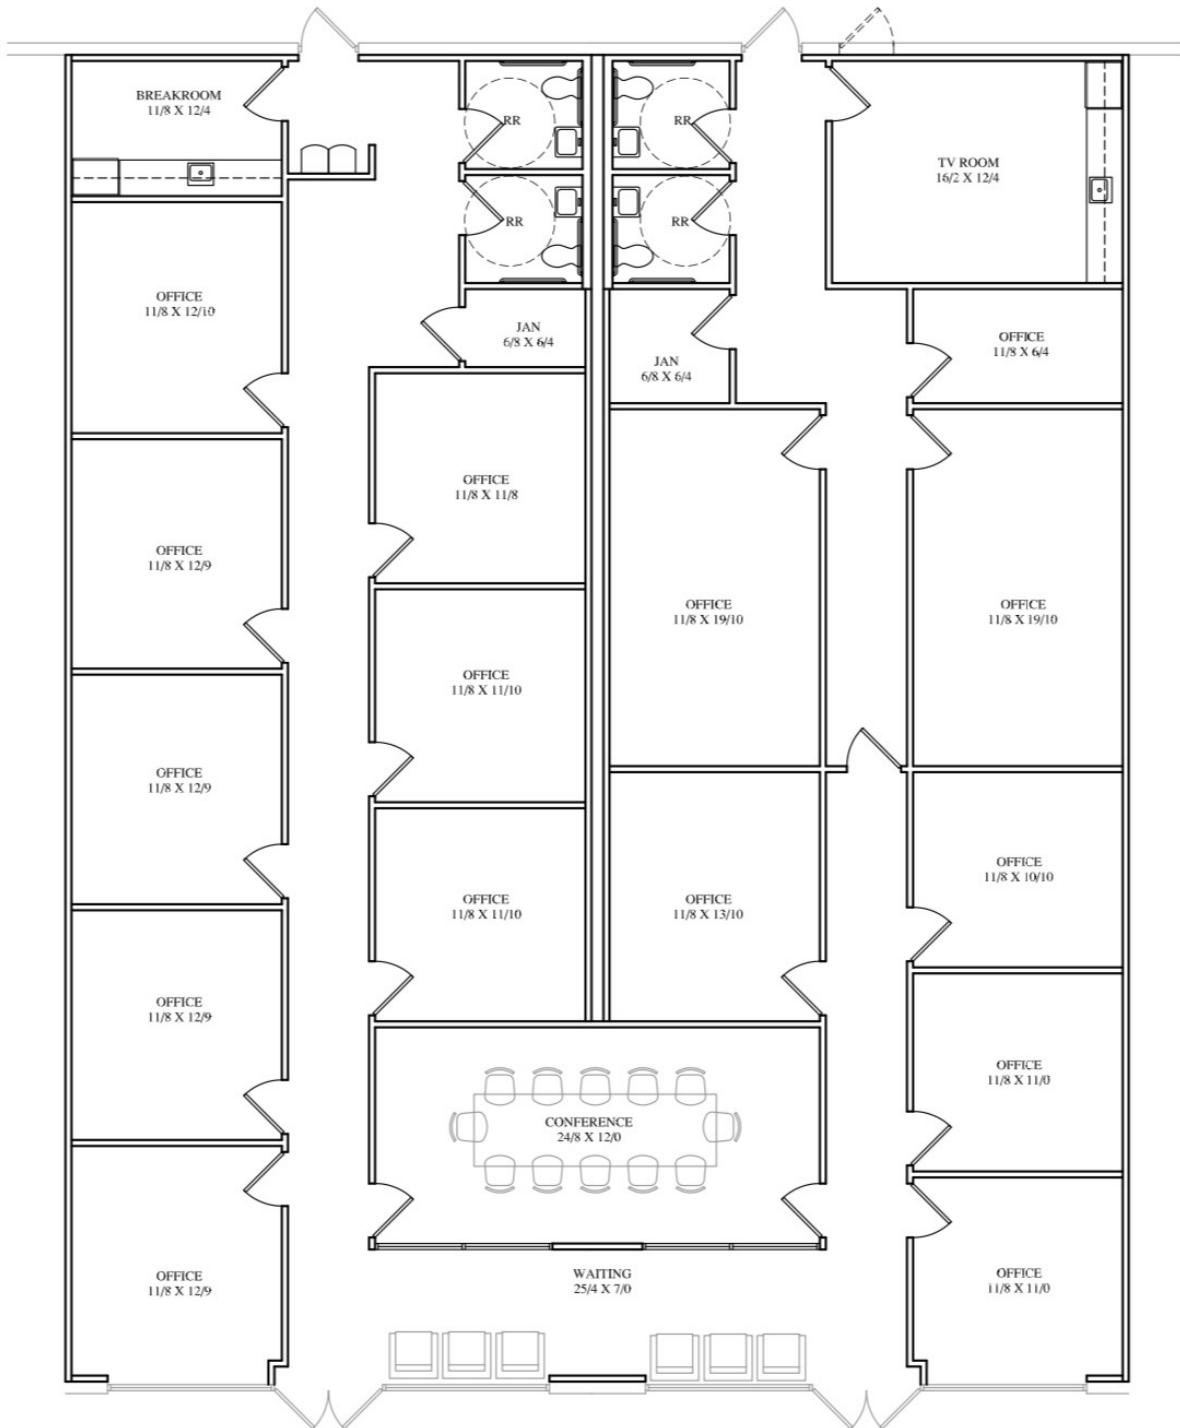 BREAKROOM
11/8 X 12/4
RR
RR
TV ROOM
16/2 X 12/4
RR
RR
OFFICE
11/8 X 12/10
JAN
6/8 X 6/4
JAN
6/8 X 6/4
OFFICE
11/8 X 6/4
OFFICE
11/8 X 11/8
OFFICE
11/8 X 12/9
OFFICE
11/8 X 19/10
OFFICE
11/8 X 19/10
OFFICE
11/8 X 11/10
OFFICE
11/8 X 12/9
OFFICE
11/8 X 10/10
OFFICE
11/8 X 11/10
OFFICE
11/8 X 13/10
OFFICE
11/8 X 12/9
OFFICE
11/8 X 11/0
CONFERENCE
24/8 X 12/0
OFFICE
11/8 X 12/9
WAITING
25/4 X 7/0
OFFICE
11/8 X 11/0